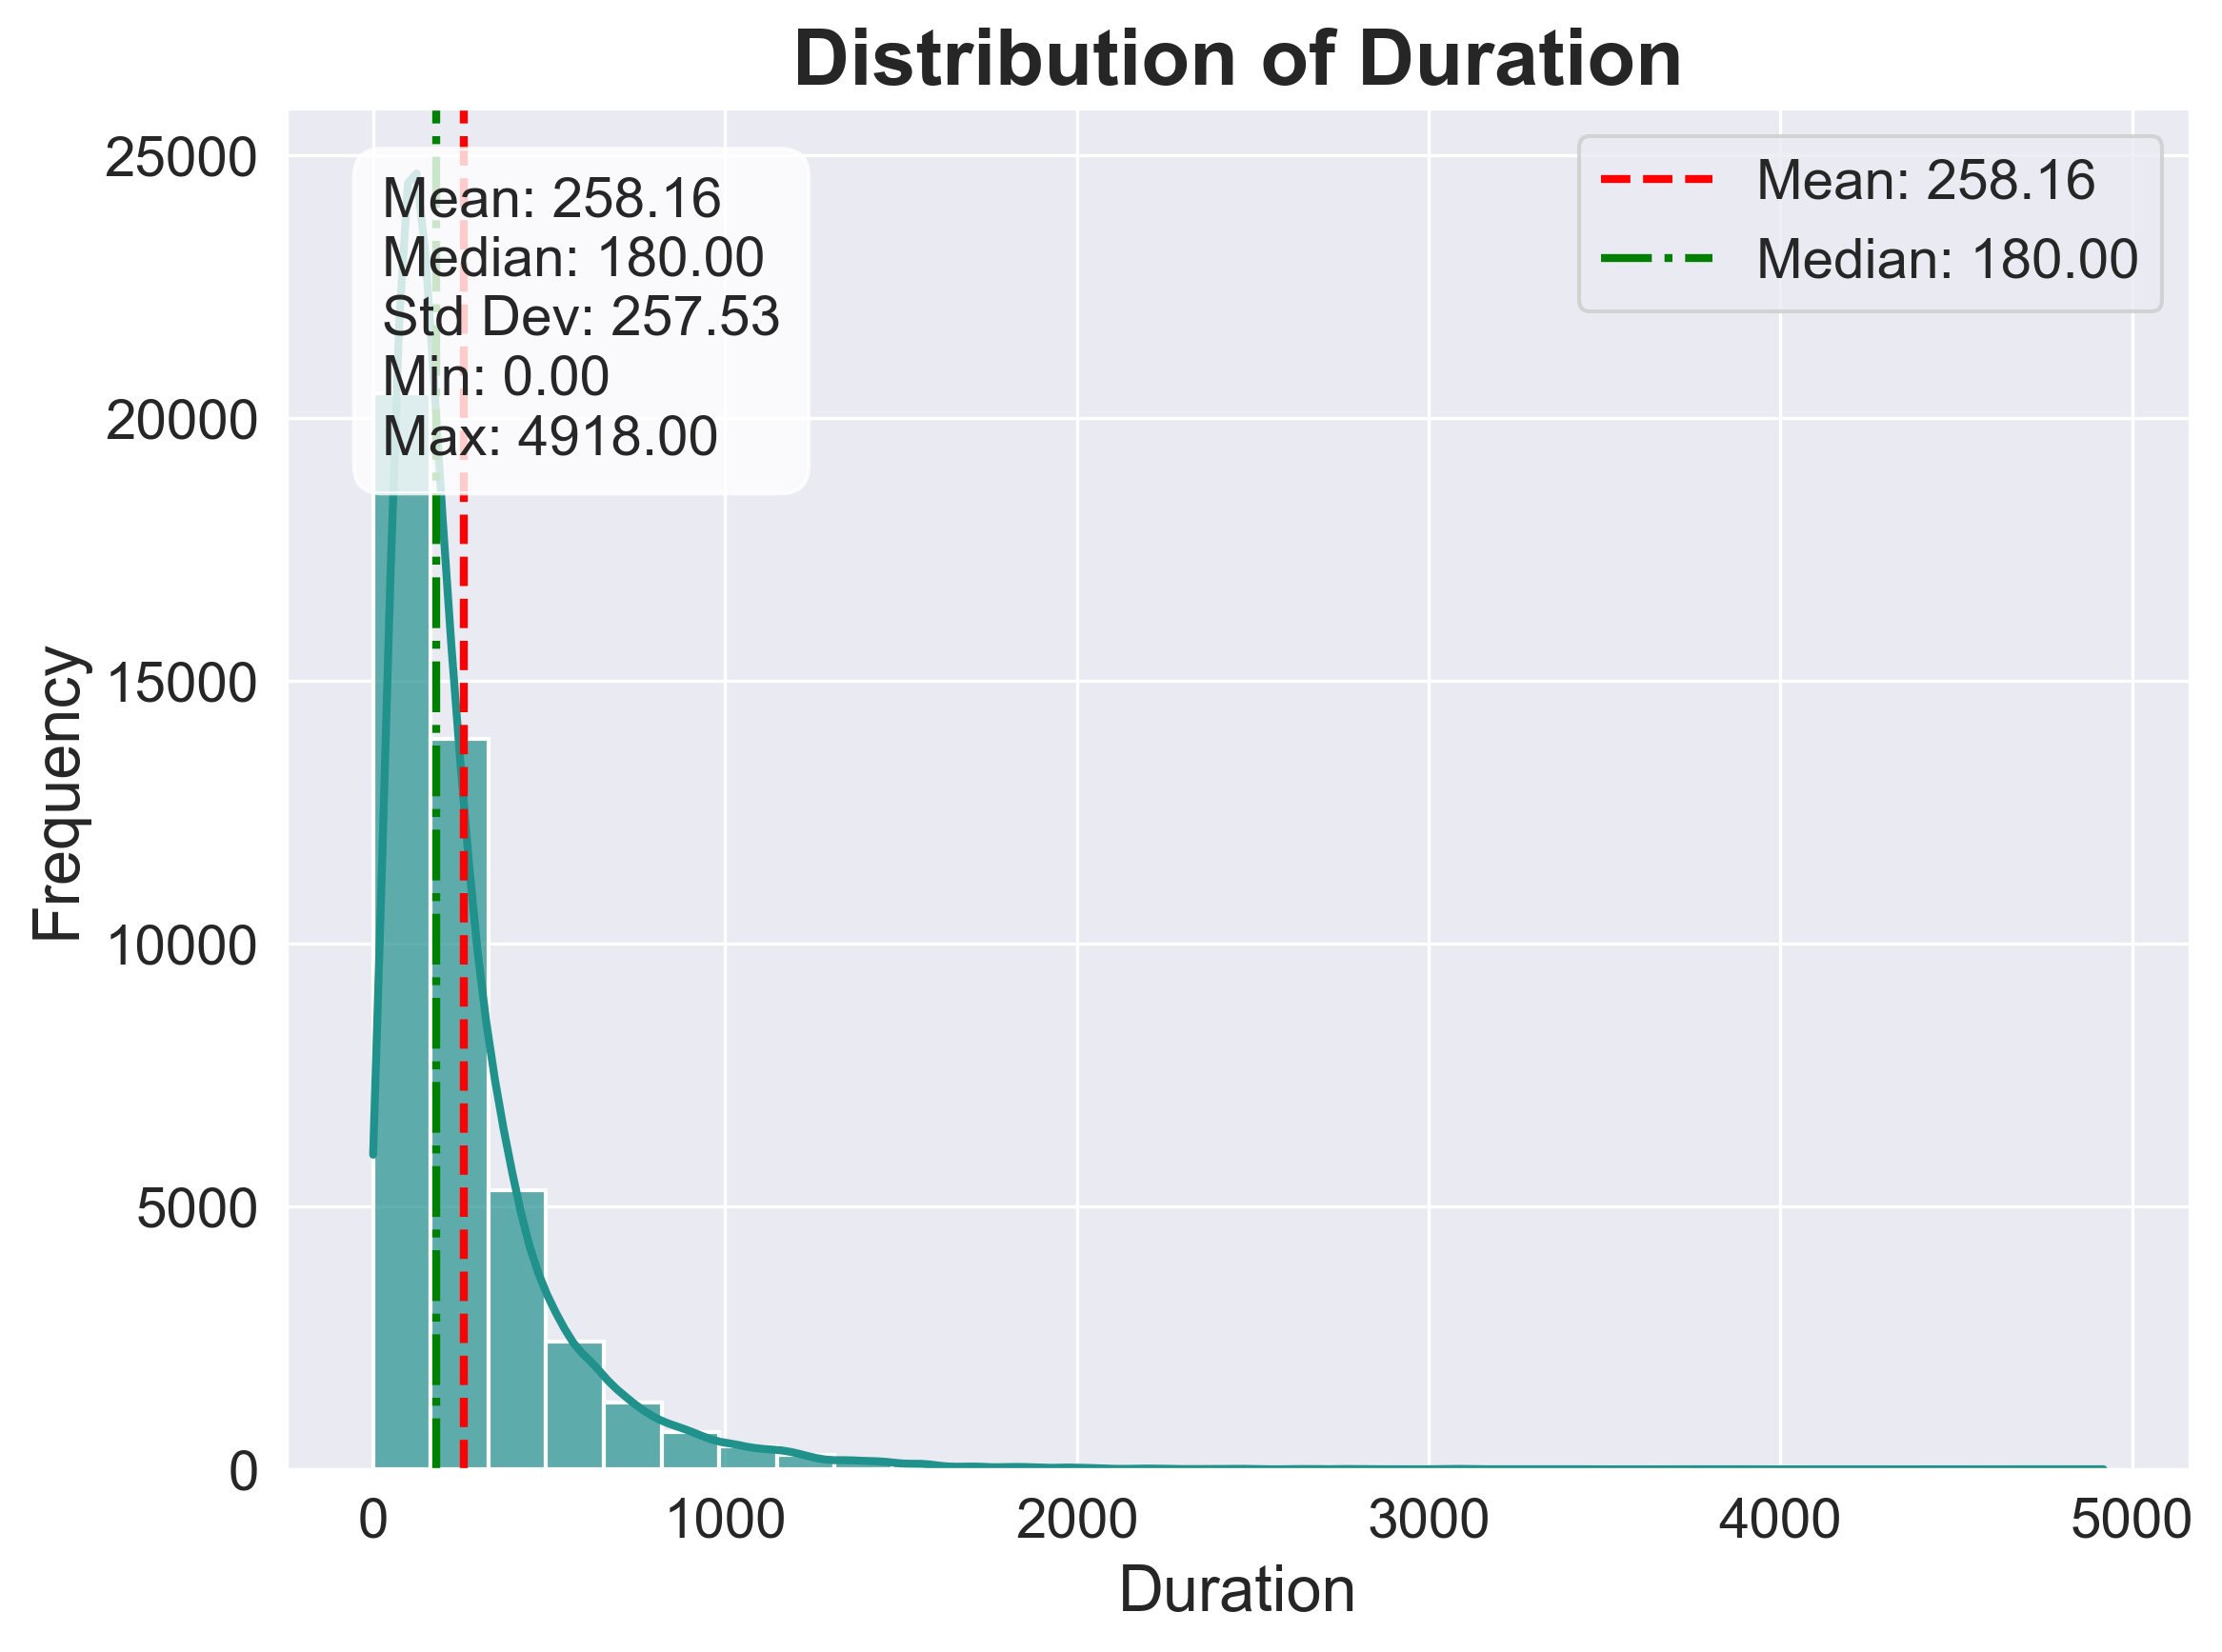 Distribution of Duration
25000
20000
15000
10000
5000
0
Frequency
Mean: 258.16
Median: 180.00
Std Dev: 257.53
Min: 0.00
Max: 4918.00
Mean: 258.16
Median: 180.00
0
1000
2000
3000
4000
5000
Duration